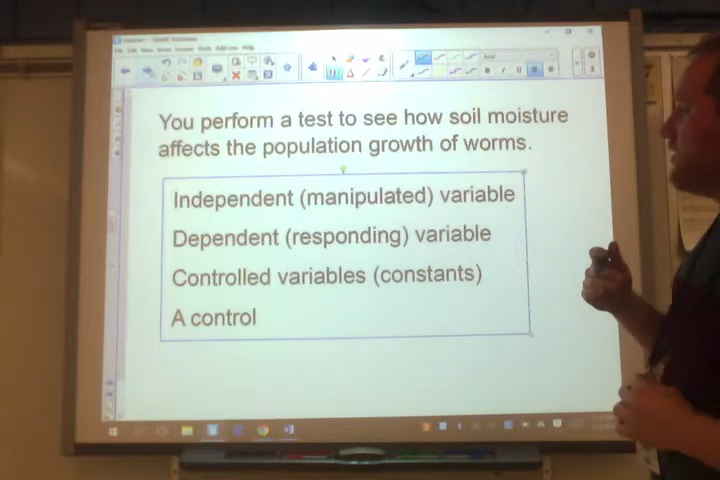 You perform a test to see how soil moisture
affects the population growth of worms.
Independent (manipulated) variable
Dependent (responding) variable
Controlled variables (constants)
A control